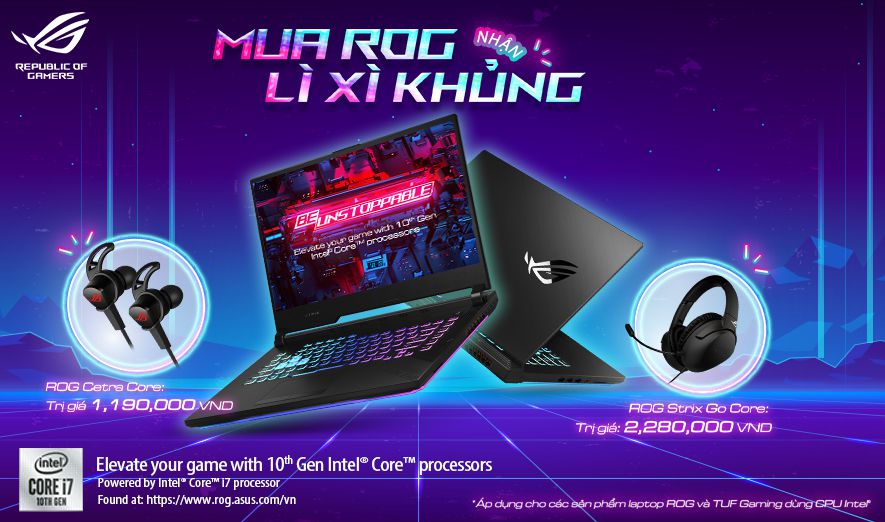 REPUBLIC OF
GAMERS
MUA ROG NHẬN
LÌ XÌ KHỦNG
BE UNSTOPPABLE
Elevate your game with 10th Gen
Intel® Core™ processors
ROG Cetra Core:
Trị giá 1,190,000 VND
ROG Strix Go Core:
Trị giá: 2,280,000 VND
intel
CORE i7
10TH GEN
Elevate your game with 10th Gen Intel® Core™ processors
Powered by Intel® Core™ i7 processor
Found at: https://www.rog.asus.com/vn
*Áp dụng cho các sản phẩm laptop ROG và TUF Gaming dùng CPU Intel®